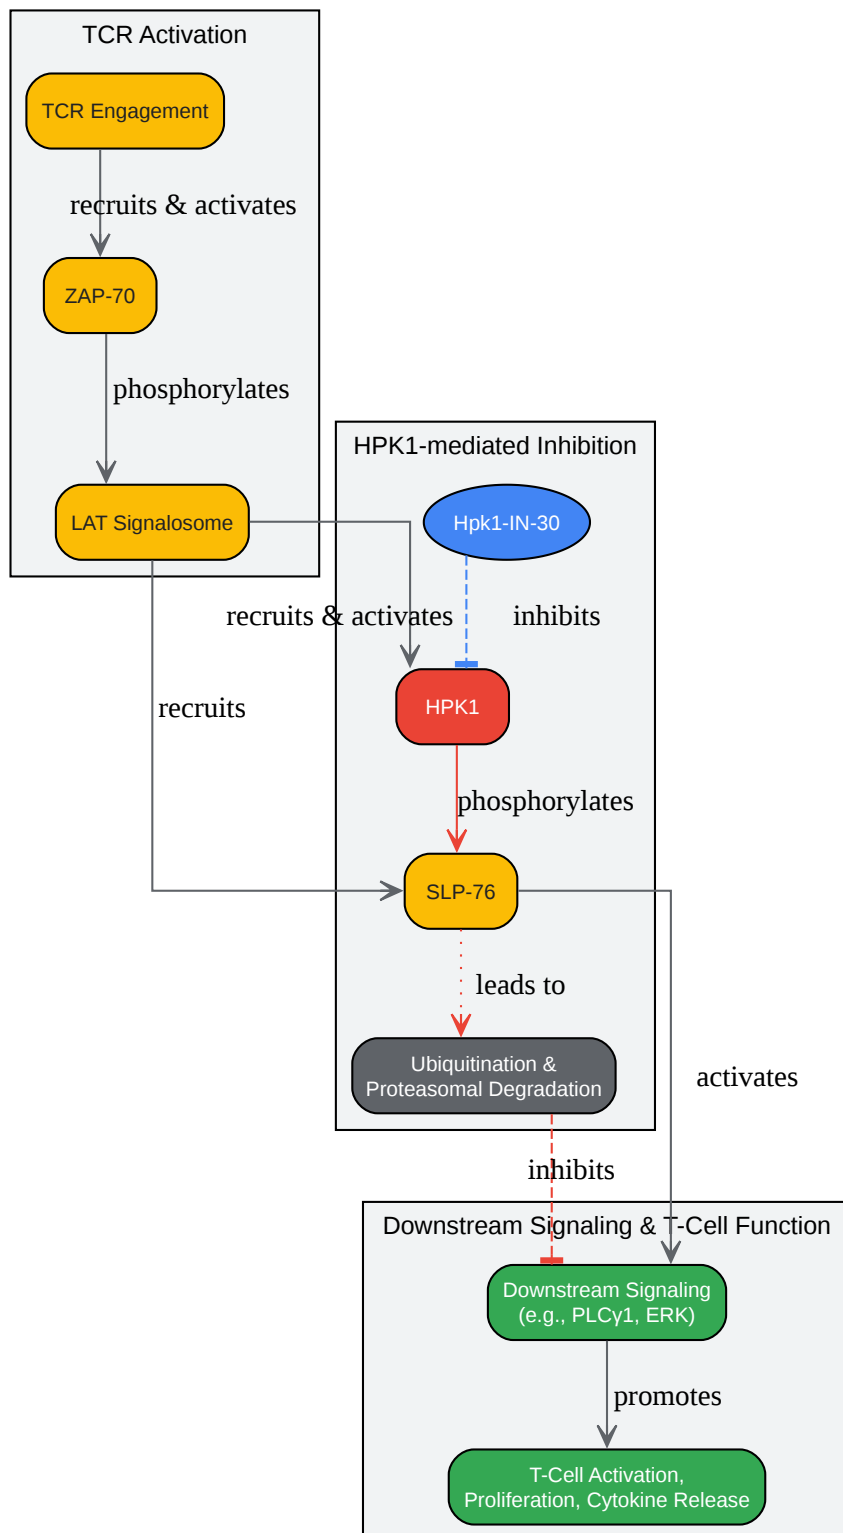 TCR Activation
TCR Engagement
recruits & activates
ZAP-70
phosphorylates
HPK1-mediated Inhibition
LAT Signalosome
Hpk1-IN-30
recruits & activates
inhibits
HPK1
recruits
phosphorylates
SLP-76
leads to
Ubiquitination &
Proteasomal Degradation
activates
inhibits
Downstream Signaling & T-Cell Function
Downstream Signaling
(e.g., PLCγ1, ERK)
promotes
T-Cell Activation,
Proliferation, Cytokine Release